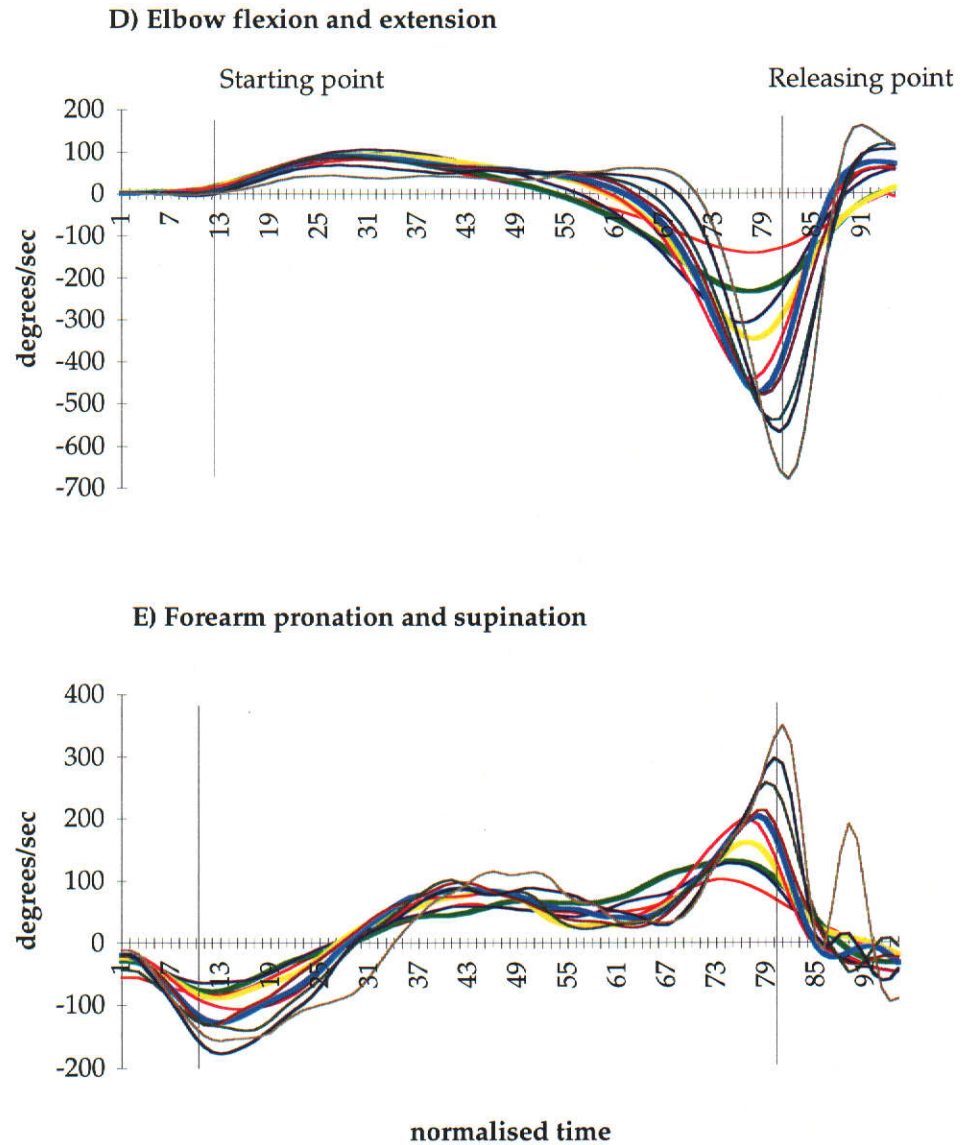 D) Elbow flexion and extension
Starting point Releasing point
200
100
0
-100
-200
-300
-400
-500
-600
-700
degrees/sec
1 7 13 19 25 31 37 43 49 55 61 67 73 79 85 91
E) Forearm pronation and supination
400
300
200
100
0
-100
-200
degrees/sec
1 7 13 19 25 31 37 43 49 55 61 67 73 79 85 91
normalised time